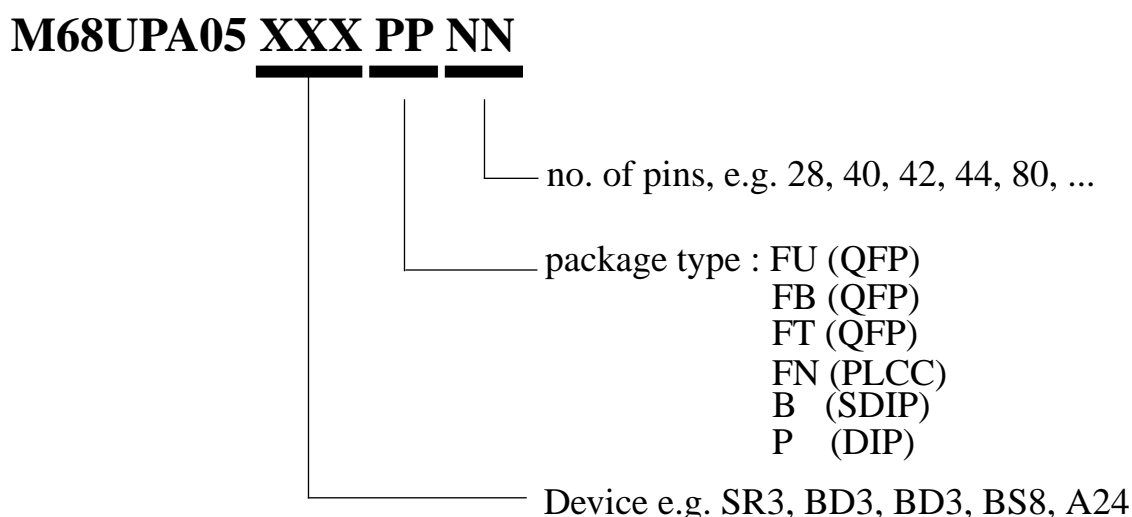 M68UPA05 XXX PP NN
no. of pins, e.g. 28, 40, 42, 44, 80, ...
package type : FU (QFP)
FB (QFP)
FT (QFP)
FN (PLCC)
B (SDIP)
P (DIP)
Device e.g. SR3, BD3, BD3, BS8, A24